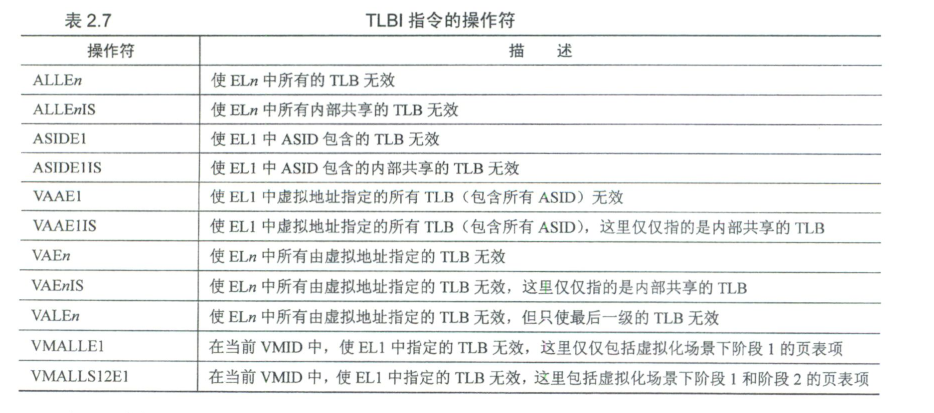 表 2.7 TLBI 指令的操作符
操作符 描 述
ALLEn 使 ELn 中所有的 TLB 无效
ALLEnIS 使 ELn 中所有内部共享的 TLB 无效
ASIDE1 使 EL1 中 ASID 包含的 TLB 无效
ASIDE1IS 使 EL1 中 ASID 包含的内部共享的 TLB 无效
VAAE1 使 EL1 中虚拟地址指定的所有 TLB（包含所有 ASID）无效
VAAE1IS 使 EL1 中虚拟地址指定的所有 TLB（包含所有 ASID），这里仅仅指的是内部共享的 TLB
VAEn 使 ELn 中所有由虚拟地址指定的 TLB 无效
VAEnIS 使 ELn 中所有由虚拟地址指定的 TLB 无效，这里仅仅指的是内部共享的 TLB
VALEn 使 ELn 中所有由虚拟地址指定的 TLB 无效，但只使最后一级的 TLB 无效
VMALLE1 在当前 VMID 中，使 EL1 中指定的 TLB 无效，这里仅仅包括虚拟化场景下阶段 1 的页表项
VMALLS12E1 在当前 VMID 中，使 EL1 中指定的 TLB 无效，这里包括虚拟化场景下阶段 1 和阶段 2 的页表项